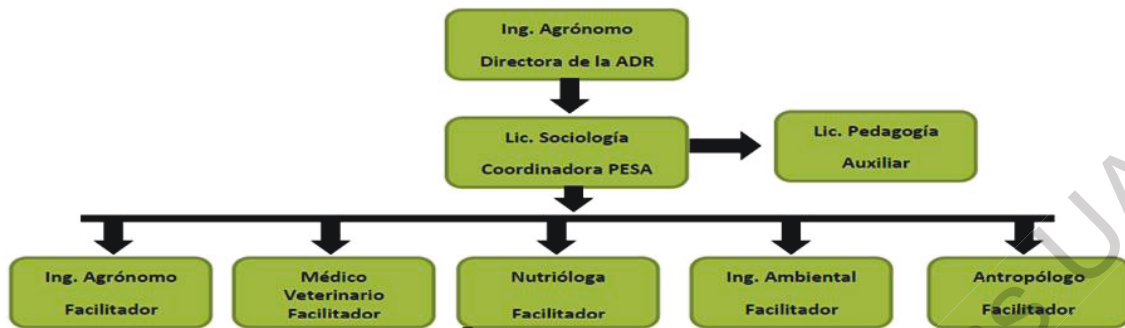 Ing. Agrónomo
Directora de la ADR
Lic. Sociología
Coordinadora PESA
Lic. Pedagogía
Auxiliar
Ing. Agrónomo
Facilitador
Médico
Veterinario
Facilitador
Nutrióloga
Facilitador
Ing. Ambiental
Facilitador
Antropólogo
Facilitador